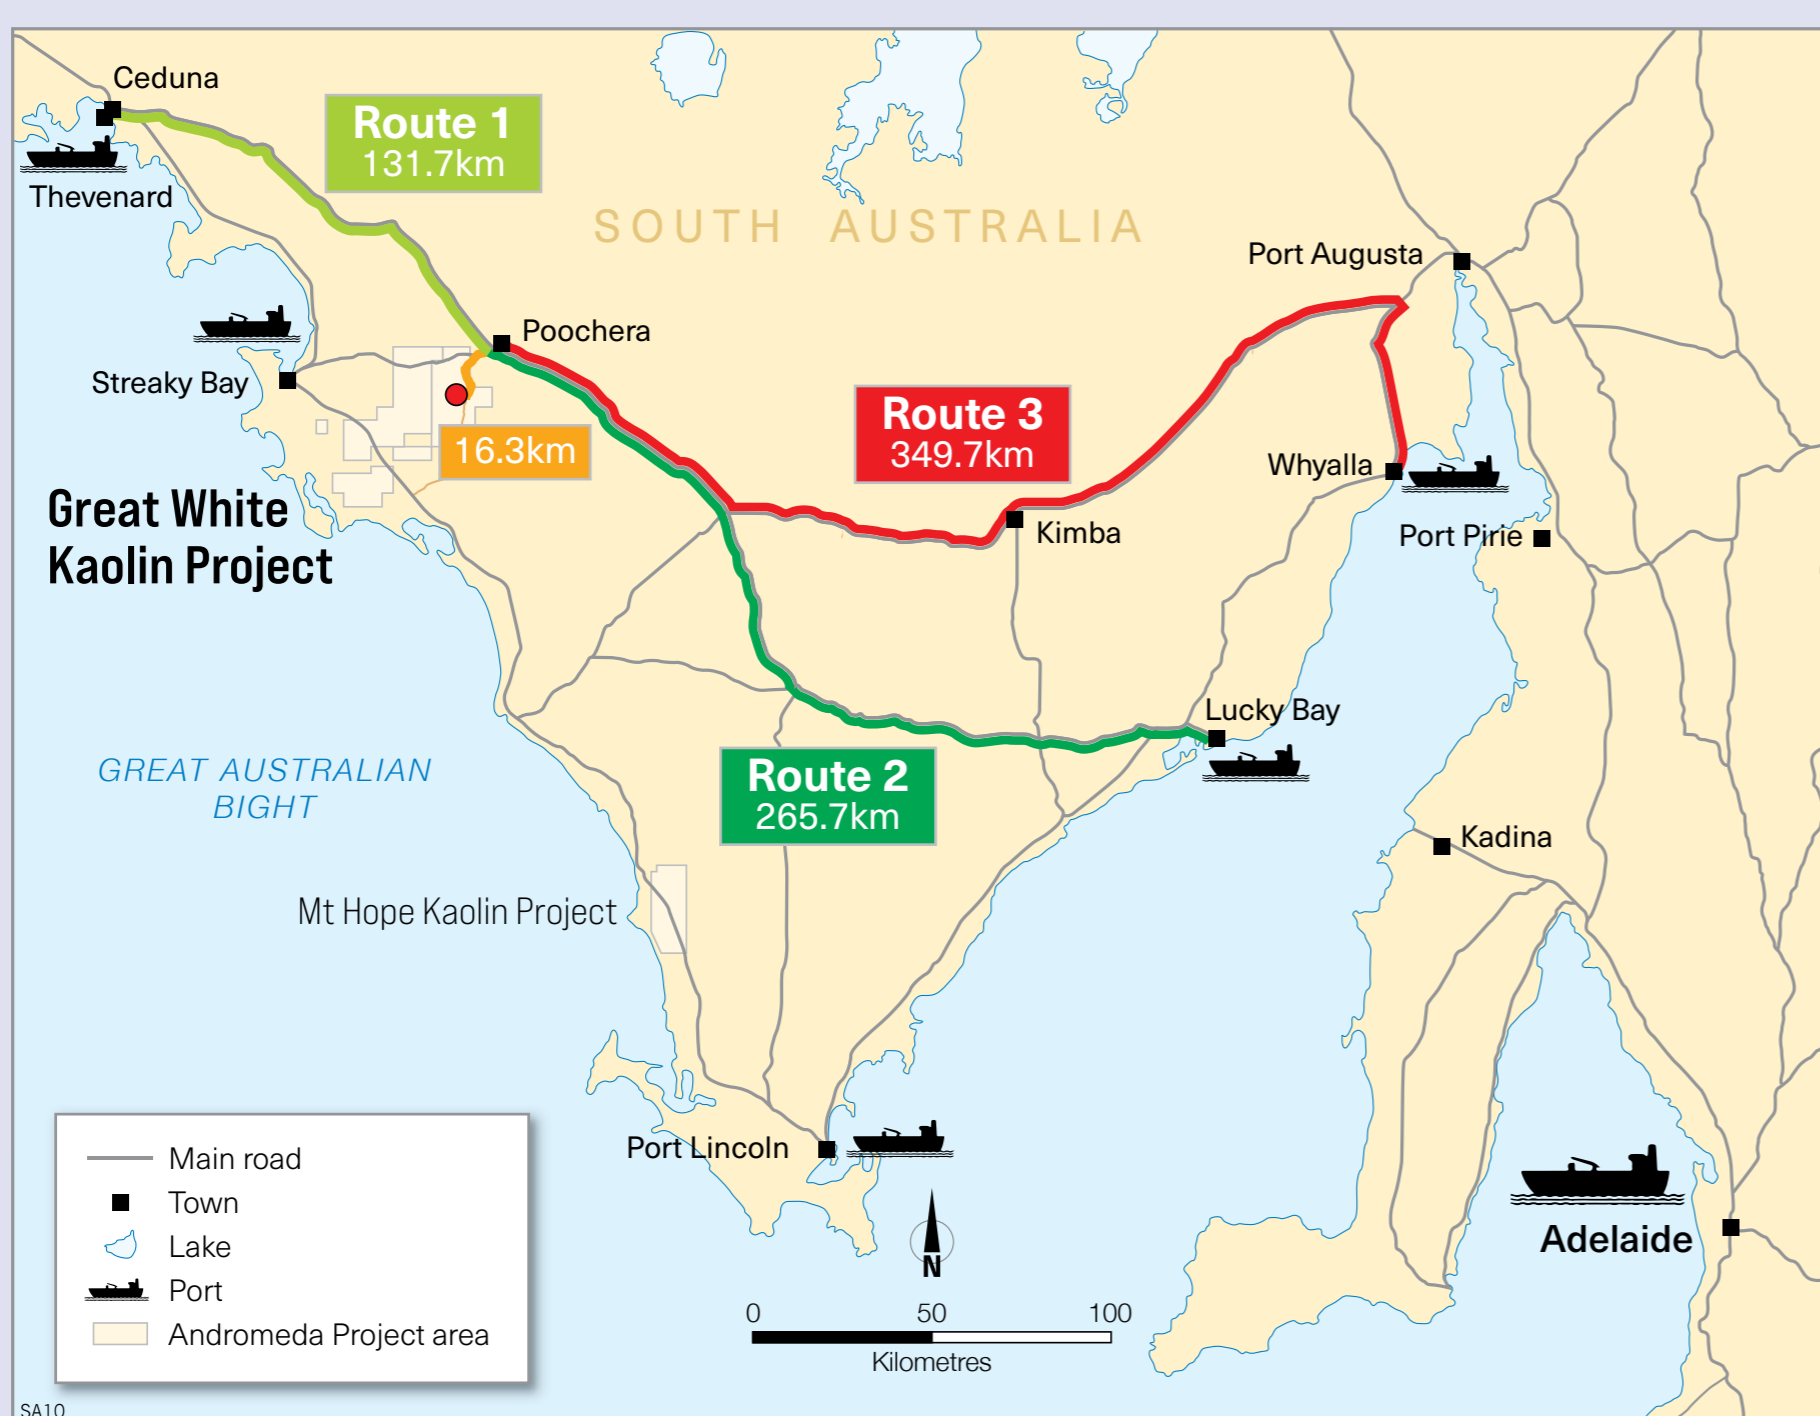 Ceduna
Route 1
131.7km
Thevenard
SOUTH AUSTRALIA
Port Augusta
Poochera
Streaky Bay
Route 3
349.7km
16.3km
Whyalla
Great White
Kaolin Project
Kimba
Port Pirie
Lucky Bay
GREAT AUSTRALIAN
BIGHT
Route 2
265.7km
Kadina
Mt Hope Kaolin Project
Port Lincoln
N
Adelaide
Main road
Town
Lake
Port
Andromeda Project area
0 50 100
Kilometres
SA10